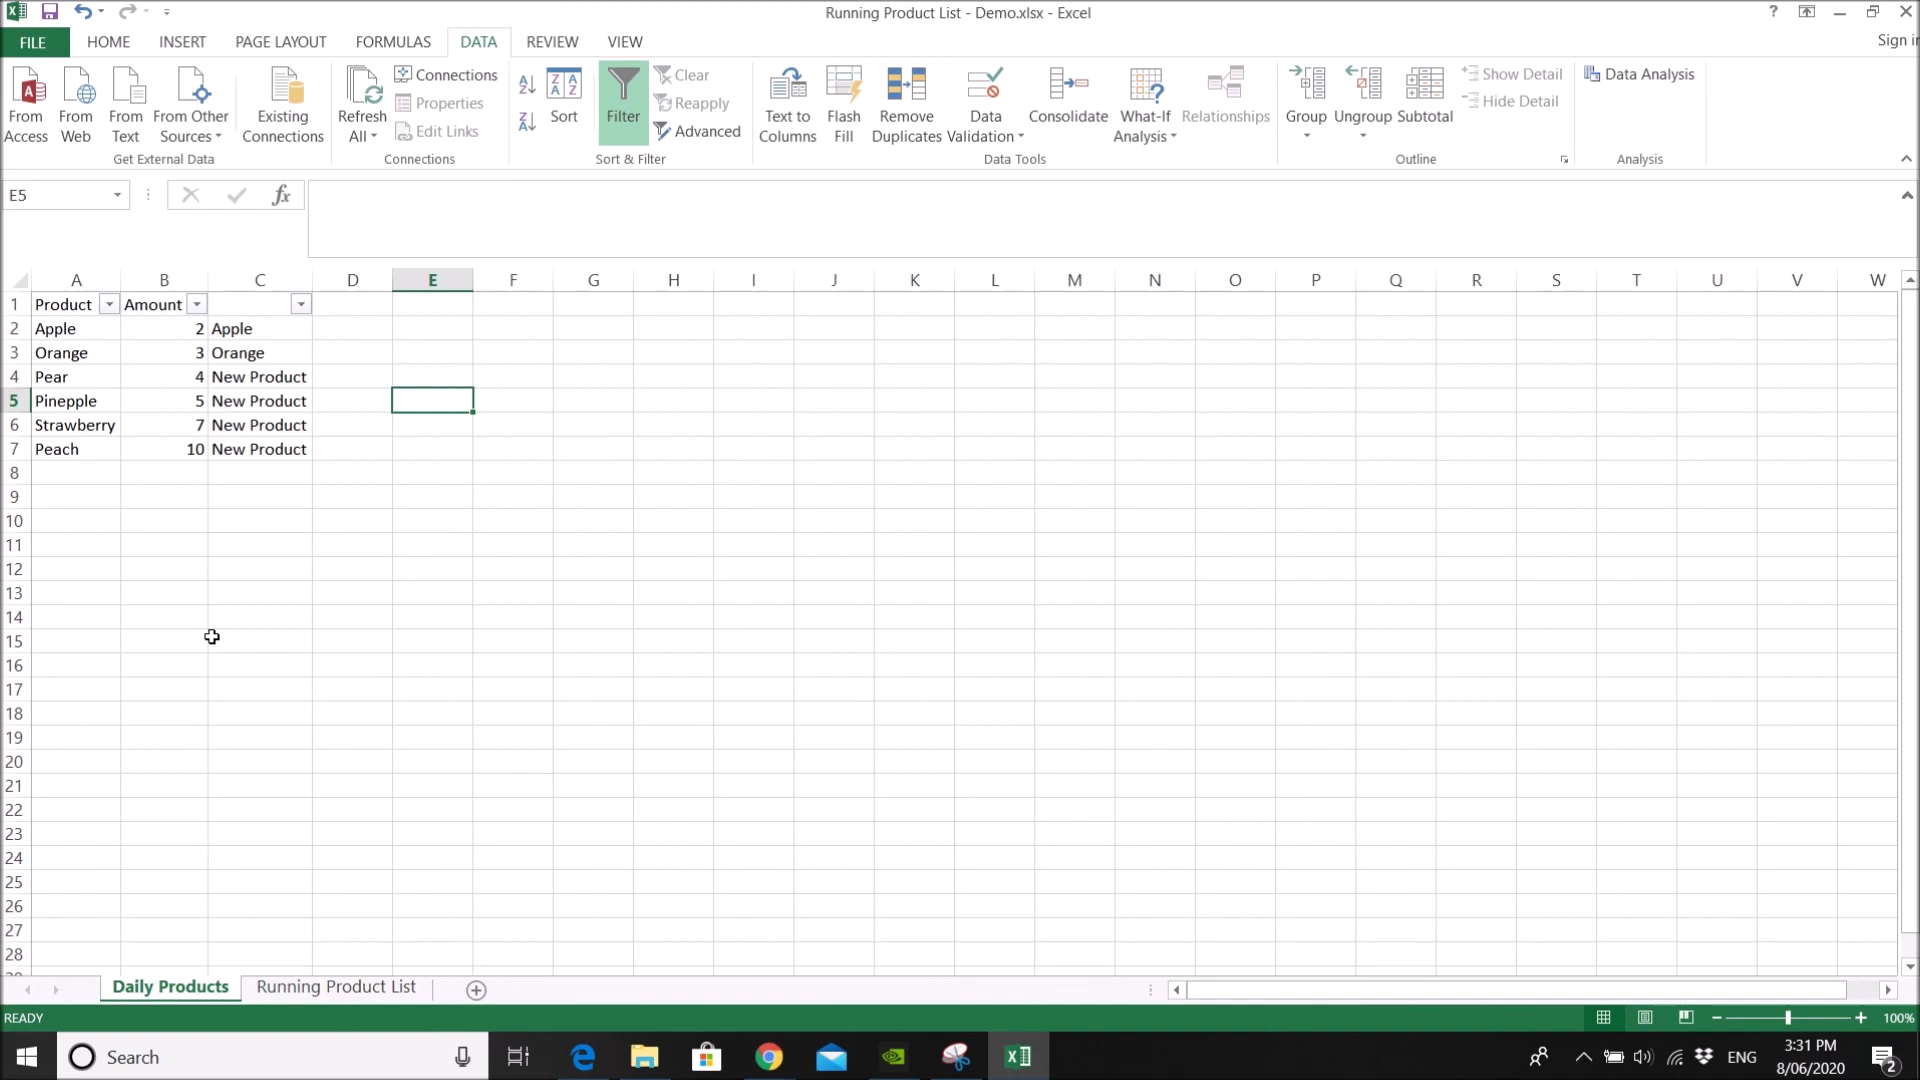 Running Product List - Demo.xlsx - Excel
?
FILE HOME INSERT PAGE LAYOUT FORMULAS DATA REVIEW VIEW
Sign in
From Access
From Web
From Text
From Other Sources
Existing Connections
Get External Data
Refresh All
Connections
Properties
Edit Links
Connections
Sort
Filter
Clear
Reapply
Advanced
Sort & Filter
Text to Columns
Flash Fill
Remove Duplicates
Data Validation
Consolidate
What-If Analysis
Relationships
Data Tools
Group
Ungroup
Subtotal
Show Detail
Hide Detail
Outline
Data Analysis
Analysis
E5
fx
A B C D E F G H I J K L M N O P Q R S T U V W
1 Product Amount
2 Apple 2 Apple
3 Orange 3 Orange
4 Pear 4 New Product
5 Pinepple 5 New Product
6 Strawberry 7 New Product
7 Peach 10 New Product
8
9
10
11
12
13
14
15
16
17
18
19
20
21
22
23
24
25
26
27
28
Daily Products Running Product List
READY
100%
Search
ENG
3:31 PM
8/06/2020
2